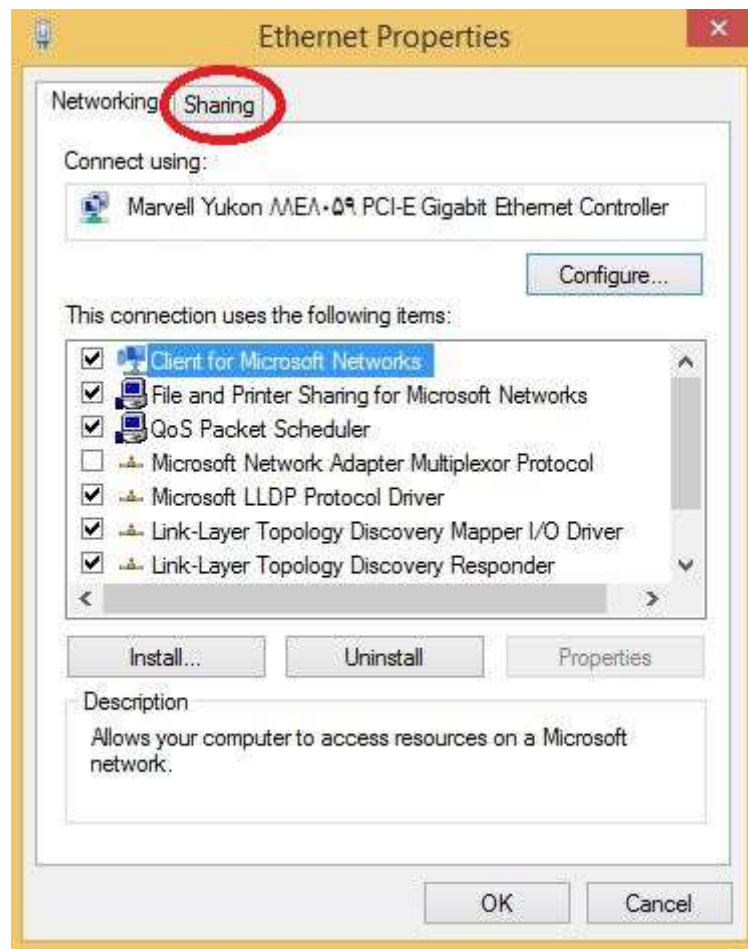 Ethernet Properties
Networking Sharing
Connect using:
Marvell Yukon ۸۸E۸۰۵۹ PCI-E Gigabit Ethernet Controller
Configure...
This connection uses the following items:
Client for Microsoft Networks
File and Printer Sharing for Microsoft Networks
QoS Packet Scheduler
Microsoft Network Adapter Multiplexor Protocol
Microsoft LLDP Protocol Driver
Link-Layer Topology Discovery Mapper I/O Driver
Link-Layer Topology Discovery Responder
Install... Uninstall Properties
Description
Allows your computer to access resources on a Microsoft
network.
OK Cancel